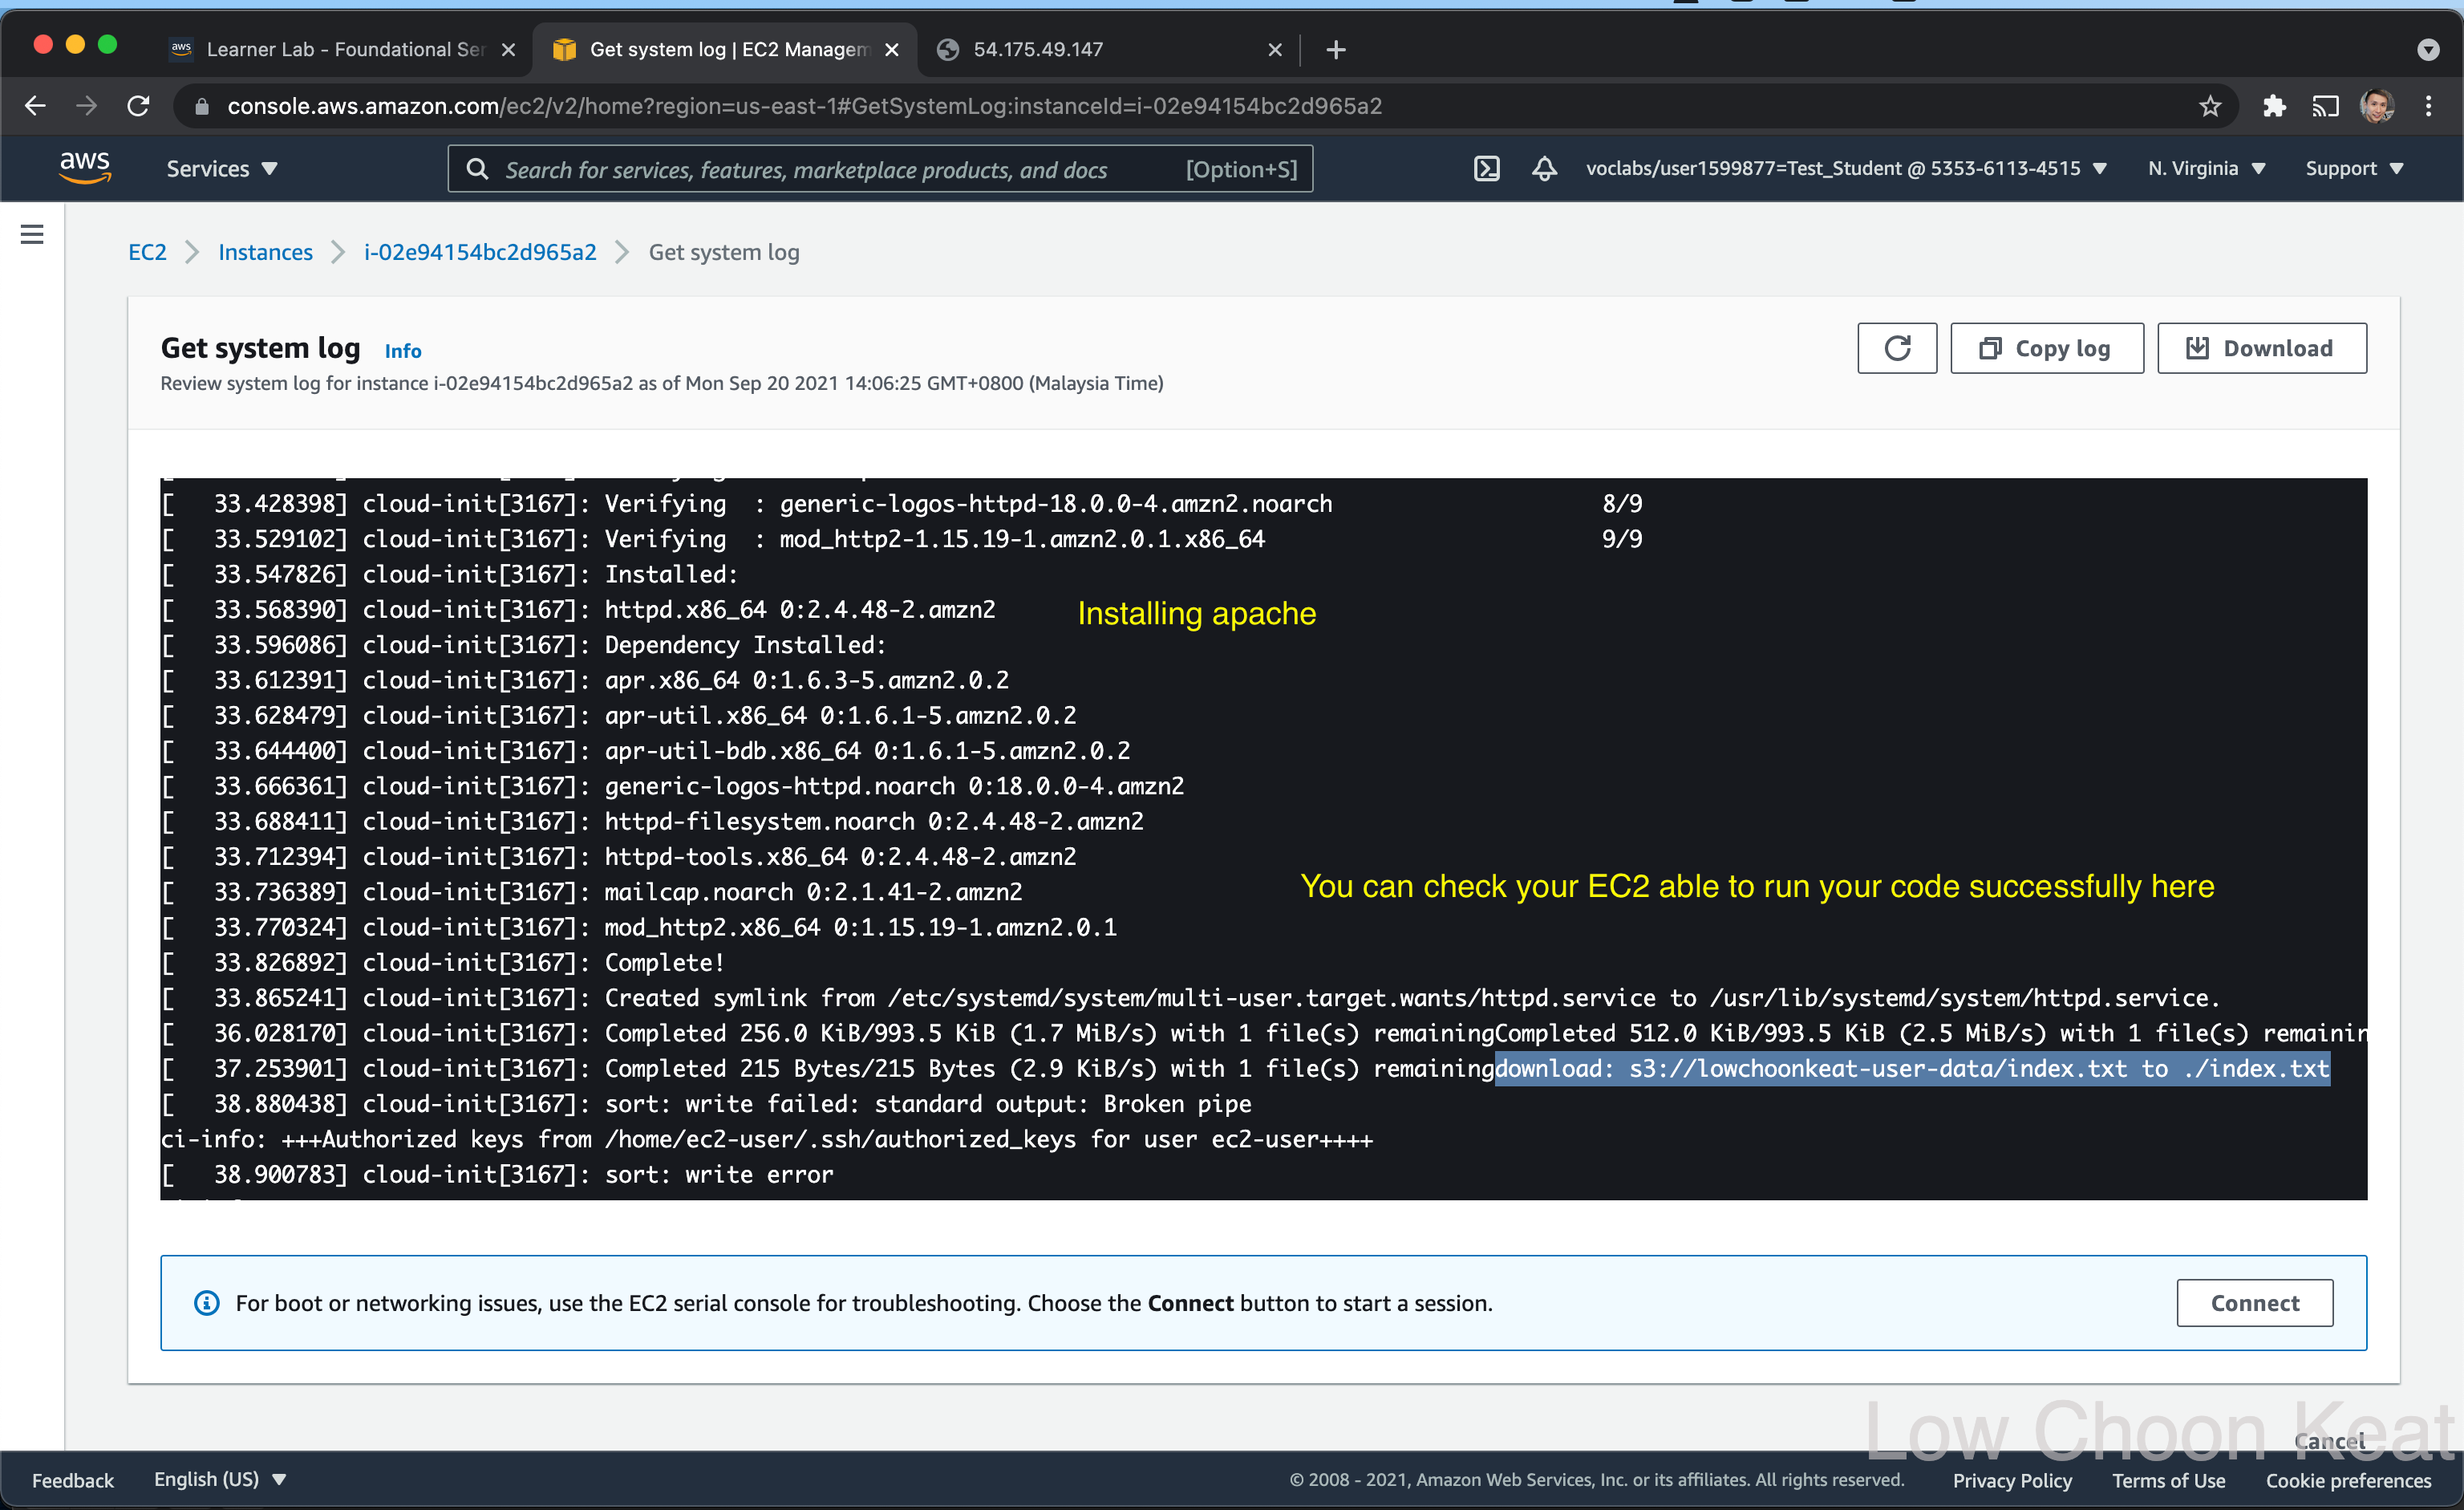 aws Learner Lab - Foundational Ser
Get system log | EC2 Managem
54.175.49.147
console.aws.amazon.com/ec2/v2/home?region=us-east-1#GetSystemLog:instanceId=i-02e94154bc2d965a2
aws Services Search for services, features, marketplace products, and docs [Option+S] voclabs/user1599877=Test_Student @ 5353-6113-4515 N. Virginia Support
EC2 Instances i-02e94154bc2d965a2 Get system log
Get system log Info
Copy log Download
Review system log for instance i-02e94154bc2d965a2 as of Mon Sep 20 2021 14:06:25 GMT+0800 (Malaysia Time)
[   33.428398] cloud-init[3167]: Verifying  : generic-logos-httpd-18.0.0-4.amzn2.noarch 8/9
[   33.529102] cloud-init[3167]: Verifying  : mod_http2-1.15.19-1.amzn2.0.1.x86_64 9/9
[   33.547826] cloud-init[3167]: Installed:
[   33.568390] cloud-init[3167]: httpd.x86_64 0:2.4.48-2.amzn2
Installing apache
[   33.596086] cloud-init[3167]: Dependency Installed:
[   33.612391] cloud-init[3167]: apr.x86_64 0:1.6.3-5.amzn2.0.2
[   33.628479] cloud-init[3167]: apr-util.x86_64 0:1.6.1-5.amzn2.0.2
[   33.644400] cloud-init[3167]: apr-util-bdb.x86_64 0:1.6.1-5.amzn2.0.2
[   33.666361] cloud-init[3167]: generic-logos-httpd.noarch 0:18.0.0-4.amzn2
[   33.688411] cloud-init[3167]: httpd-filesystem.noarch 0:2.4.48-2.amzn2
[   33.712394] cloud-init[3167]: httpd-tools.x86_64 0:2.4.48-2.amzn2
[   33.736389] cloud-init[3167]: mailcap.noarch 0:2.1.41-2.amzn2
You can check your EC2 able to run your code successfully here
[   33.770324] cloud-init[3167]: mod_http2.x86_64 0:1.15.19-1.amzn2.0.1
[   33.826892] cloud-init[3167]: Complete!
[   33.865241] cloud-init[3167]: Created symlink from /etc/systemd/system/multi-user.target.wants/httpd.service to /usr/lib/systemd/system/httpd.service.
[   36.028170] cloud-init[3167]: Completed 256.0 KiB/993.5 KiB (1.7 MiB/s) with 1 file(s) remainingCompleted 512.0 KiB/993.5 KiB (2.5 MiB/s) with 1 file(s) remainin
[   37.253901] cloud-init[3167]: Completed 215 Bytes/215 Bytes (2.9 KiB/s) with 1 file(s) remainingdownload: s3://lowchoonkeat-user-data/index.txt to ./index.txt
[   38.880438] cloud-init[3167]: sort: write failed: standard output: Broken pipe
ci-info: +++Authorized keys from /home/ec2-user/.ssh/authorized_keys for user ec2-user++++
[   38.900783] cloud-init[3167]: sort: write error
For boot or networking issues, use the EC2 serial console for troubleshooting. Choose the Connect button to start a session.
Connect
Low Choon Keat
Cancel
Feedback English (US) © 2008 - 2021, Amazon Web Services, Inc. or its affiliates. All rights reserved. Privacy Policy Terms of Use Cookie preferences